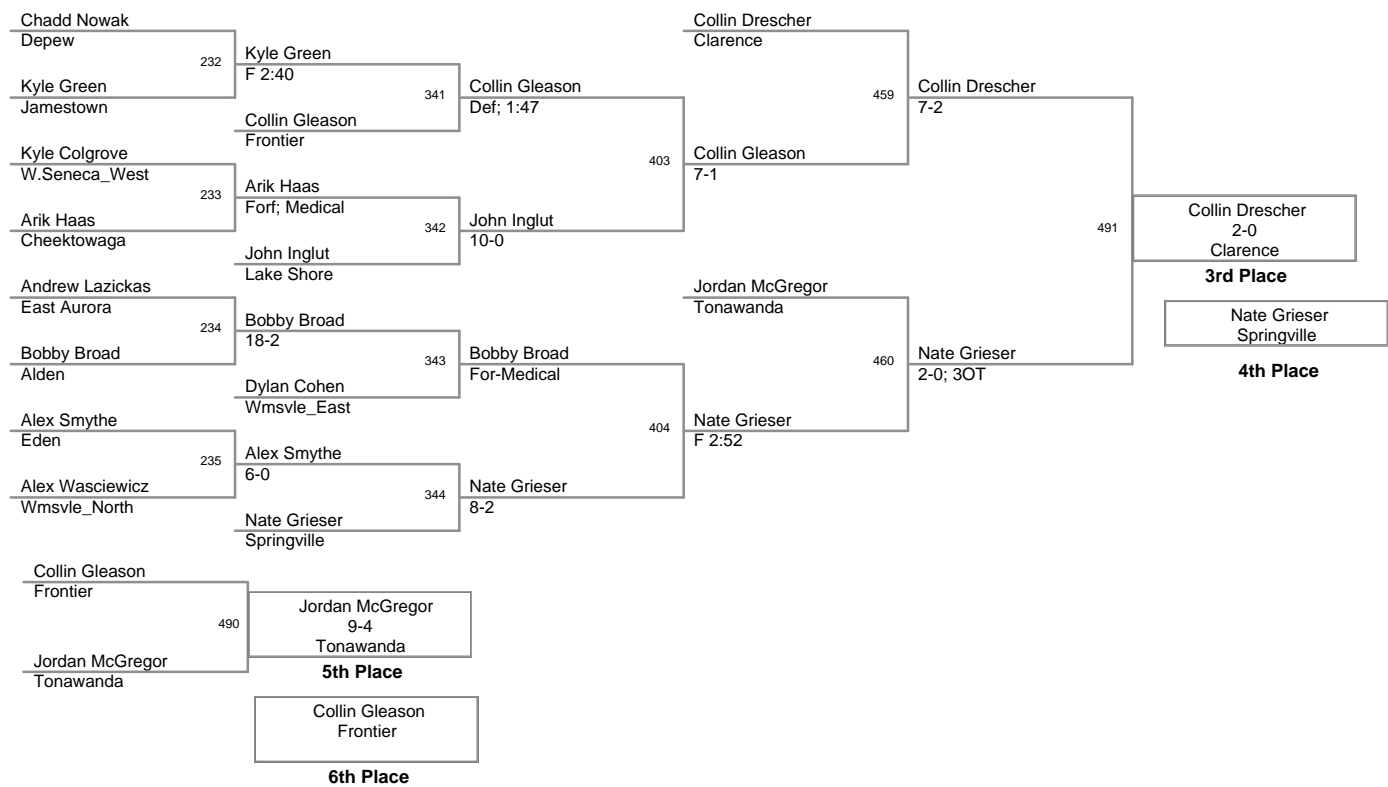 Chadd Nowak
Depew
232
Kyle Green
Jamestown
Kyle Colgrove
W.Seneca_West
233
Arik Haas
Cheektowaga
Andrew Lazickas
East Aurora
234
Bobby Broad
Alden
Alex Smythe
Eden
235
Alex Wasciewicz
Wmsvle_North
Kyle Green
F 2:40
341
Collin Gleason
Frontier
Arik Haas
Forf; Medical
342
John Inglut
Lake Shore
Bobby Broad
18-2
343
Dylan Cohen
Wmsvle_East
Alex Smythe
6-0
344
Nate Grieser
Springville
Collin Gleason
Def; 1:47
403
John Inglut
10-0
Bobby Broad
For-Medical
404
Nate Grieser
8-2
Collin Drescher
Clarence
459
Collin Gleason
7-1
Jordan McGregor
Tonawanda
460
Nate Grieser
F 2:52
Collin Drescher
7-2
491
Nate Grieser
2-0; 3OT
Collin Drescher
2-0
Clarence
3rd Place
Nate Grieser
Springville
4th Place
Collin Gleason
Frontier
490
Jordan McGregor
Tonawanda
Jordan McGregor
9-4
Tonawanda
5th Place
Collin Gleason
Frontier
6th Place